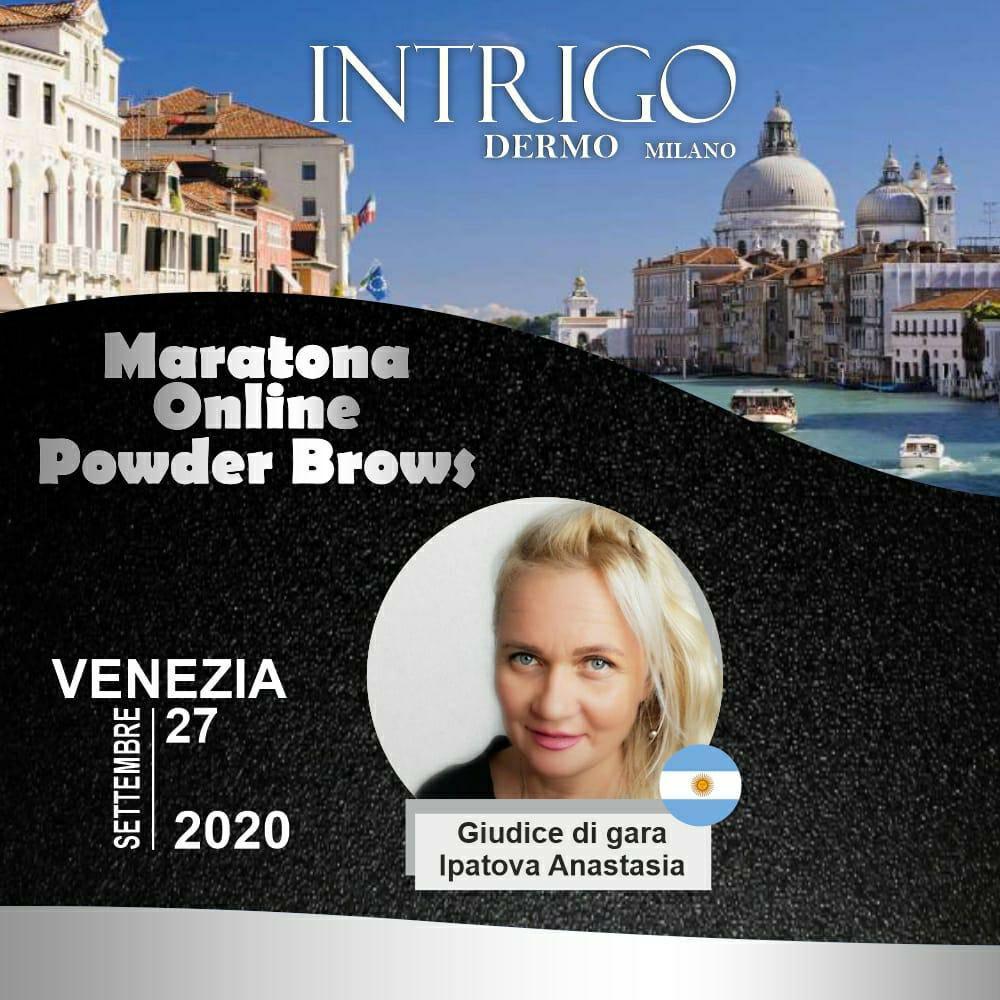 INTRIGO
DERMO MILANO
Maratona
Online
Powder Brows
VENEZIA
SETTEMBRE
27
2020
Giudice di gara
Ipatova Anastasia